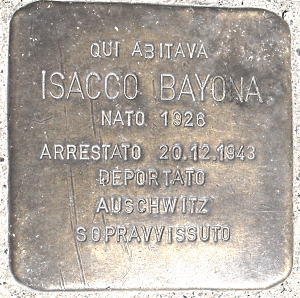 QUI ABITAVA
ISACCO BAYONA
NATO 1926
ARRESTATO 20.12.1943
DEPORTATO
AUSCHWITZ
SOPRAVVISSUTO